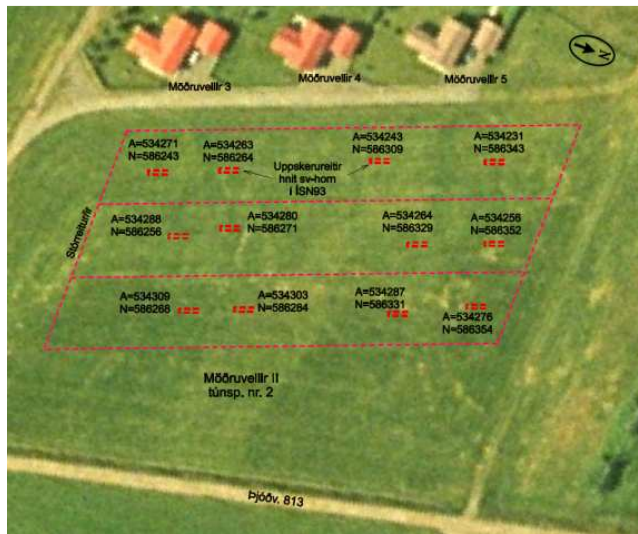 N
Möðruvellir 3
Möðruvellir 4
Möðruvellir 5
A=534271
N=586243
A=534263
N=586264
A=534243
N=586309
A=534231
N=586343
Uppskerureitir
hnit sv-horn
í ÍSN93
Stórreiturlr
A=534288
N=586256
A=534280
N=586271
A=534264
N=586329
A=534256
N=586352
A=534309
N=586268
A=534303
N=586284
A=534287
N=586331
A=534276
N=586354
Möðruvellir II
túnsp. nr. 2
Þjóðv. 813